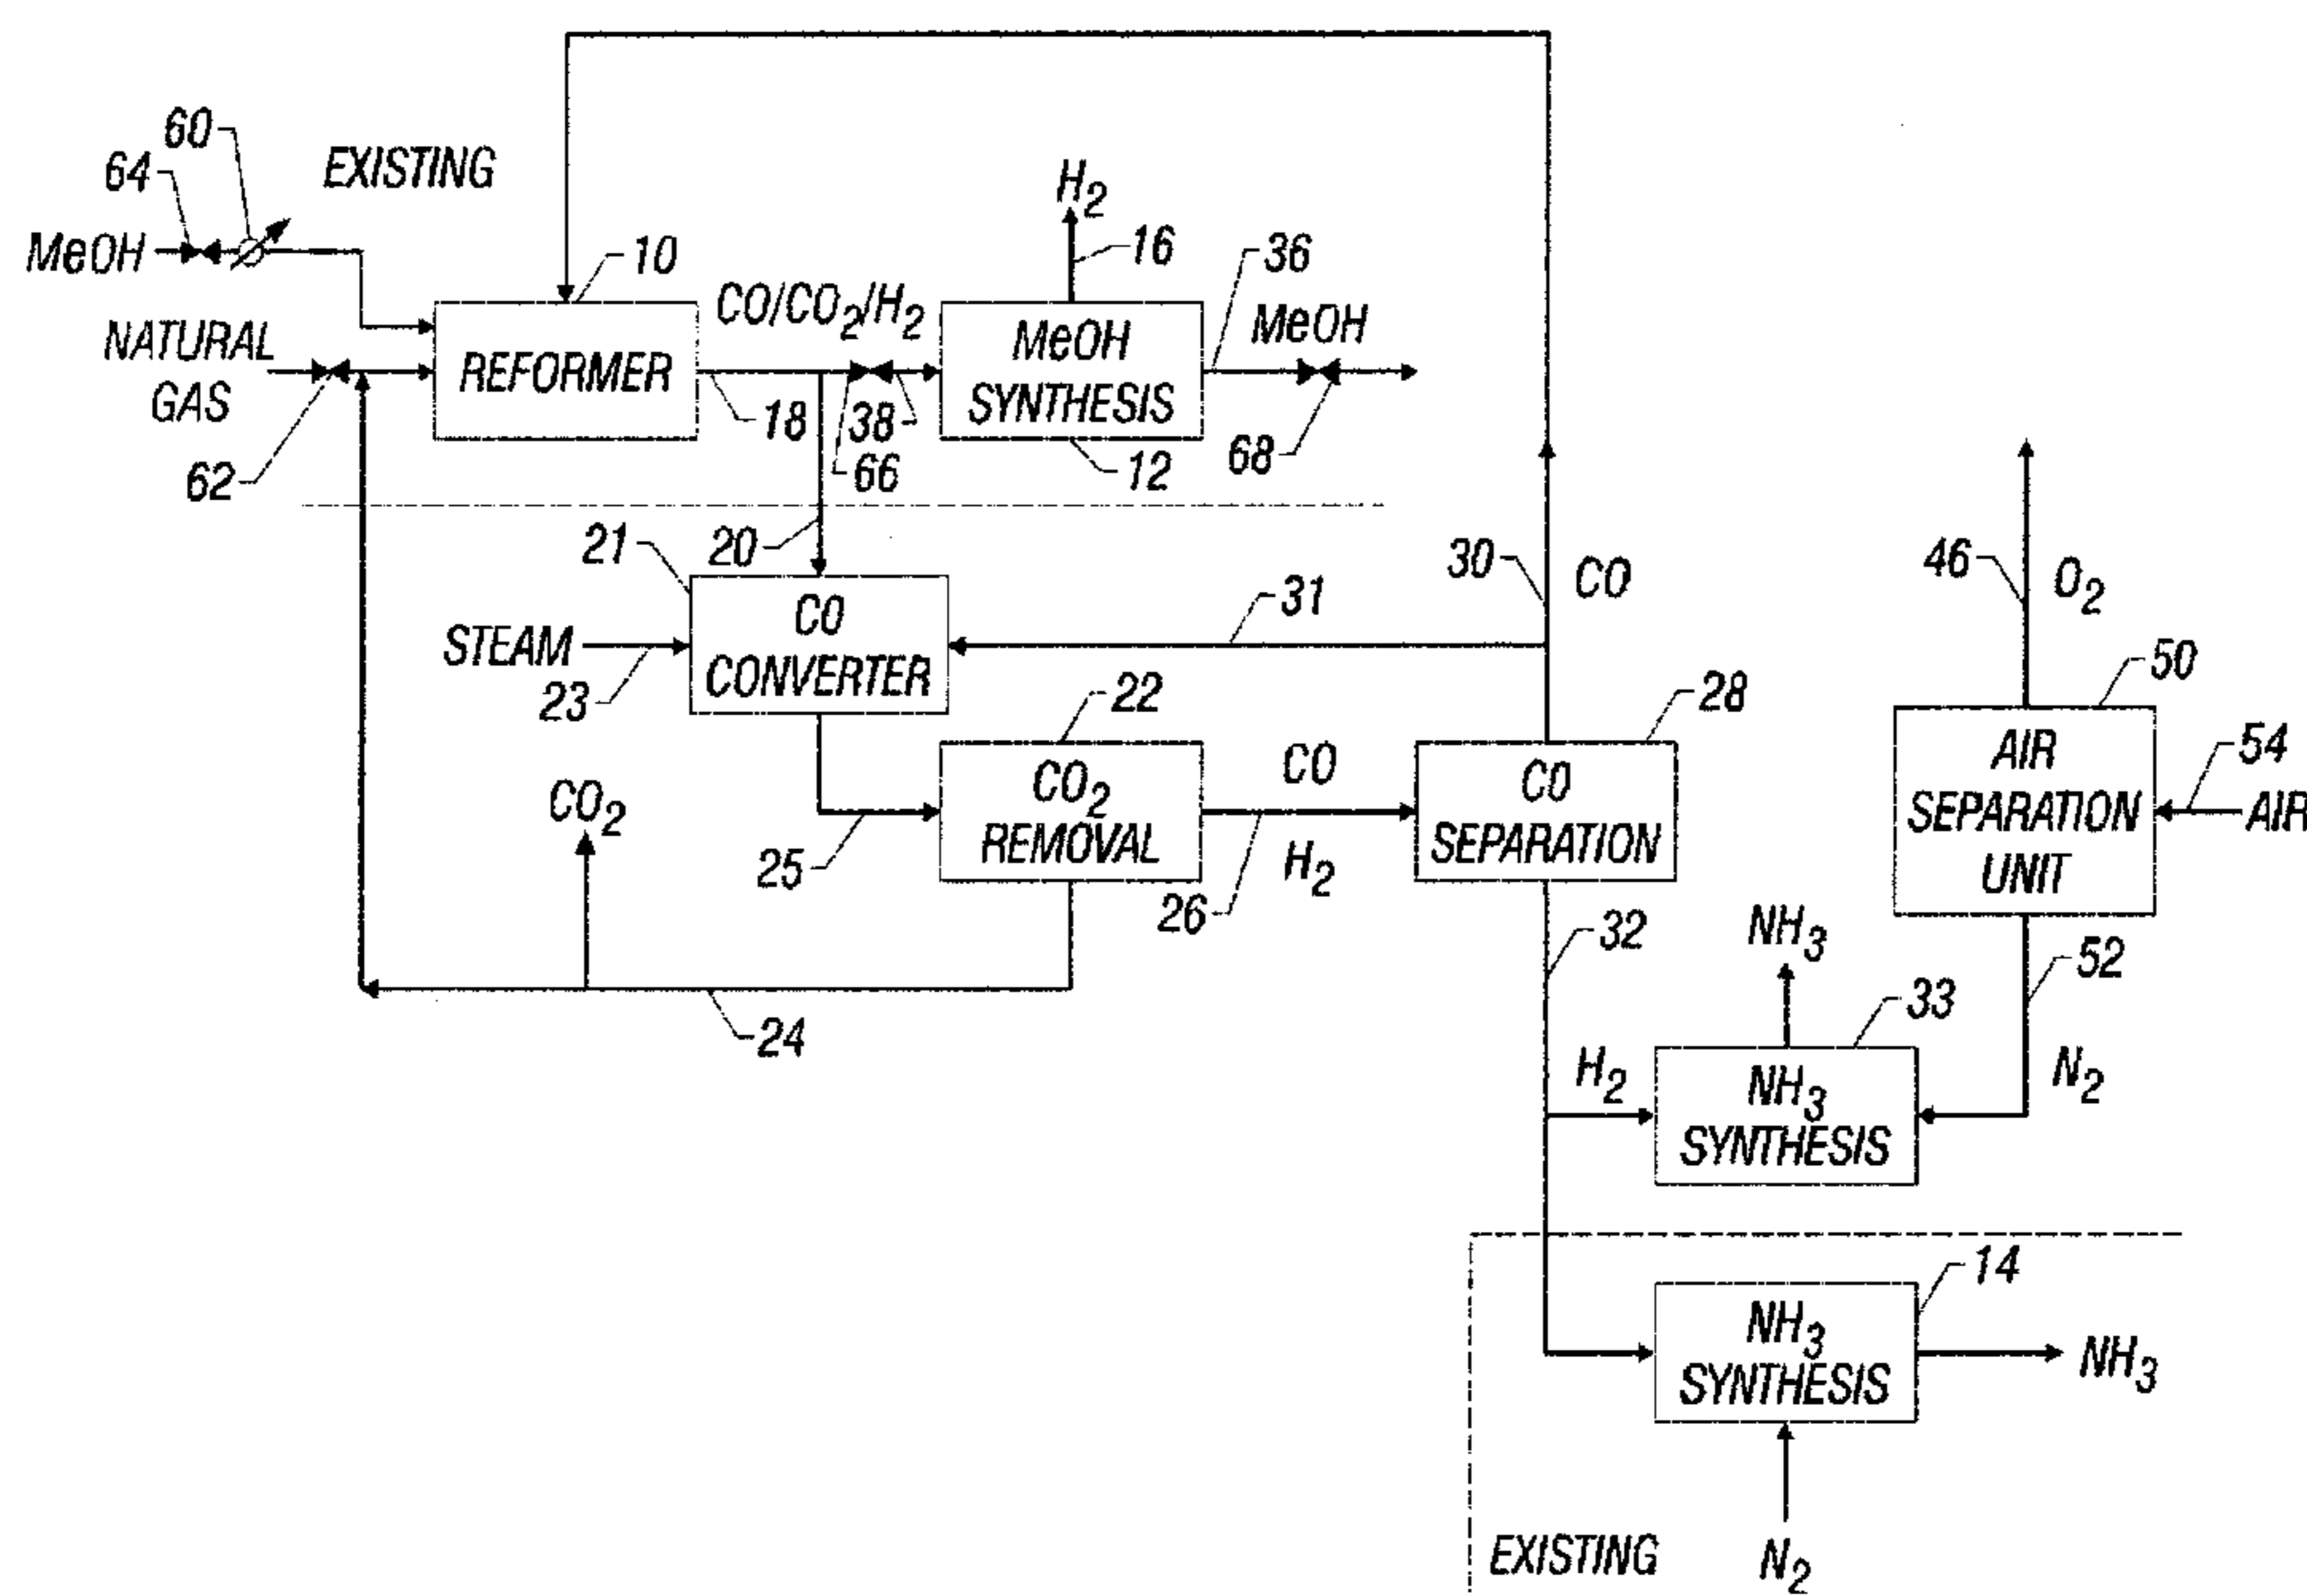 60
64
EXISTING
MeOH
10
NATURAL
GAS
REFORMER
CO/CO2/H2
H2
16
36
MeOH
MeOH
SYNTHESIS
18
38
66
12
68
62
21
20
30
CO
46
O2
CO
CONVERTER
31
STEAM
23
22
28
50
CO2
CO2
REMOVAL
CO
H2
CO
SEPARATION
AIR
SEPARATION
UNIT
54
AIR
25
26
24
32
NH3
33
52
H2
N2
NH3
SYNTHESIS
14
NH3
SYNTHESIS
NH3
EXISTING
N2